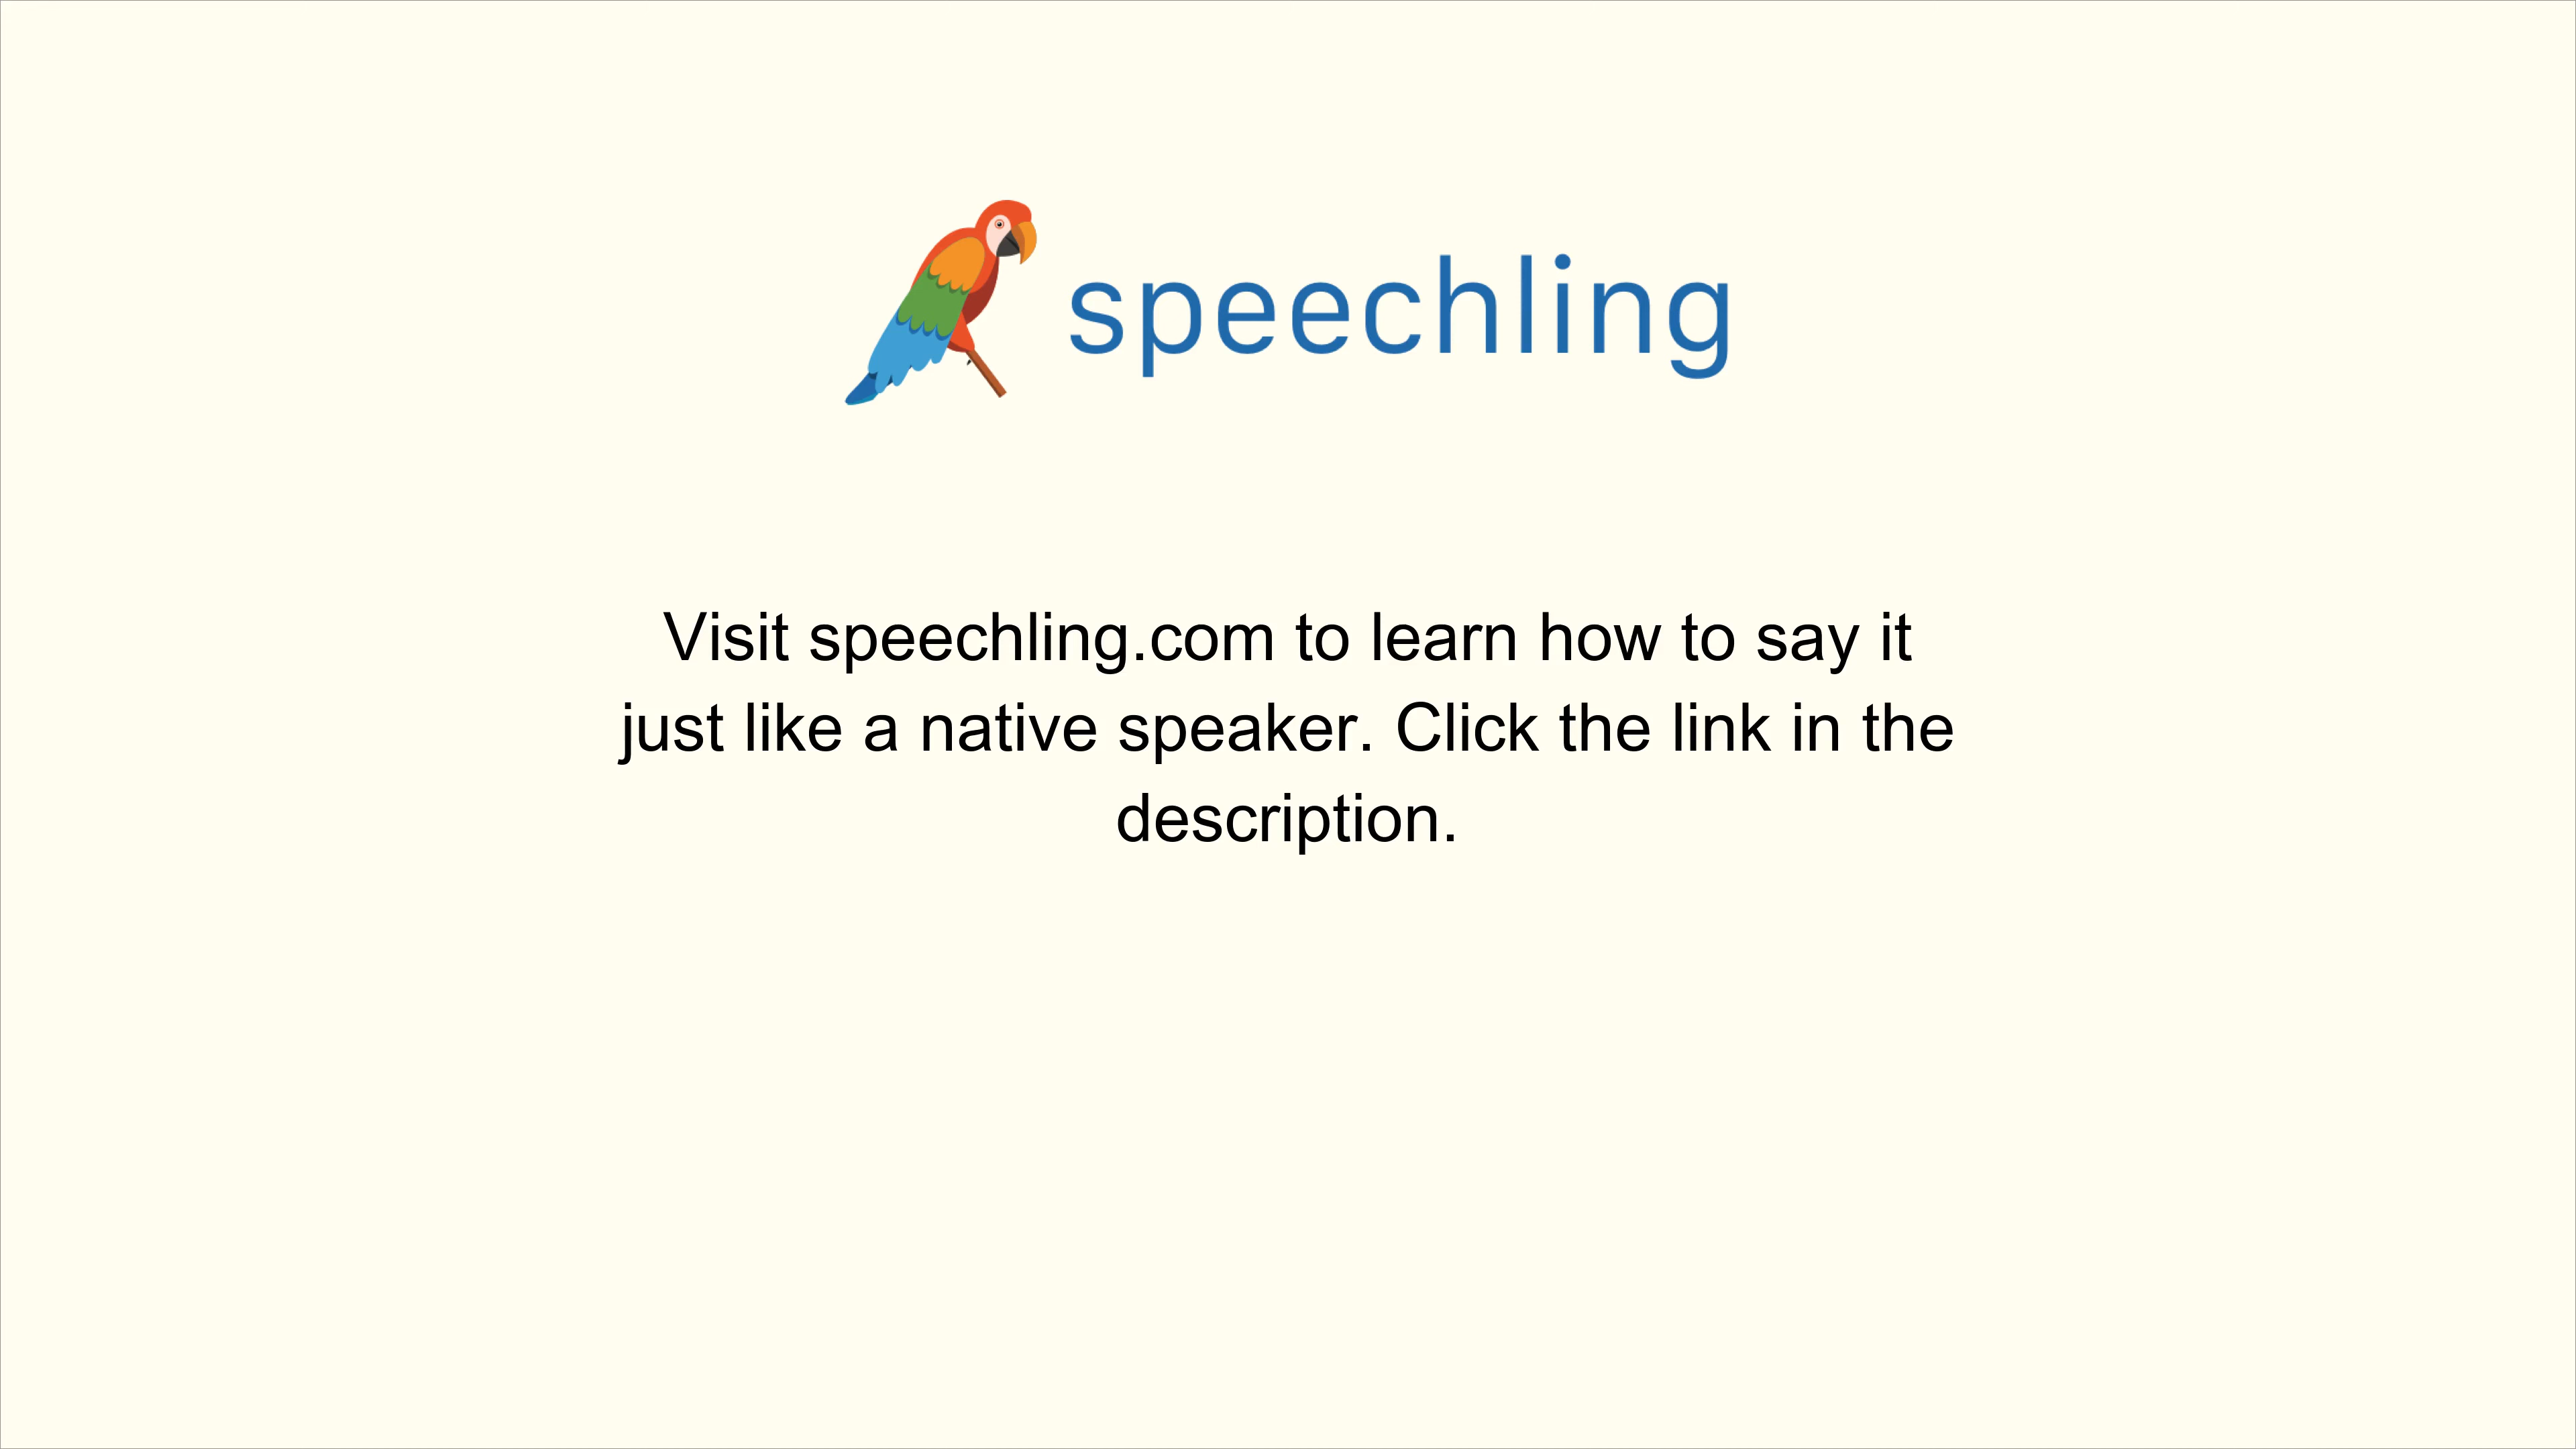 speechling
Visit speechling.com to learn how to say it
just like a native speaker. Click the link in the
description.